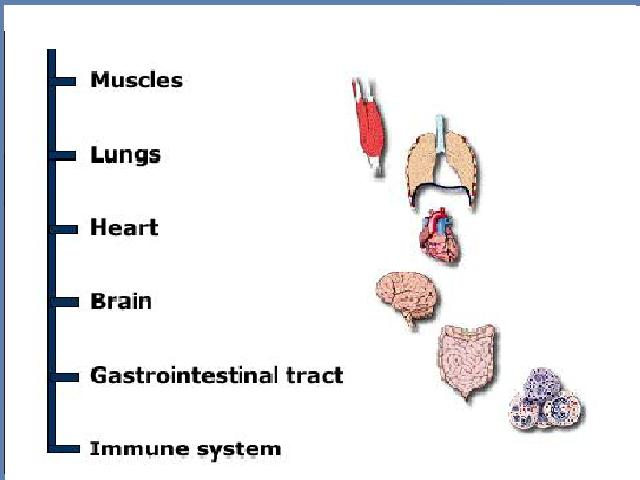 Muscles
Lungs
Heart
Brain
Gastrointestinal tract
Immune system